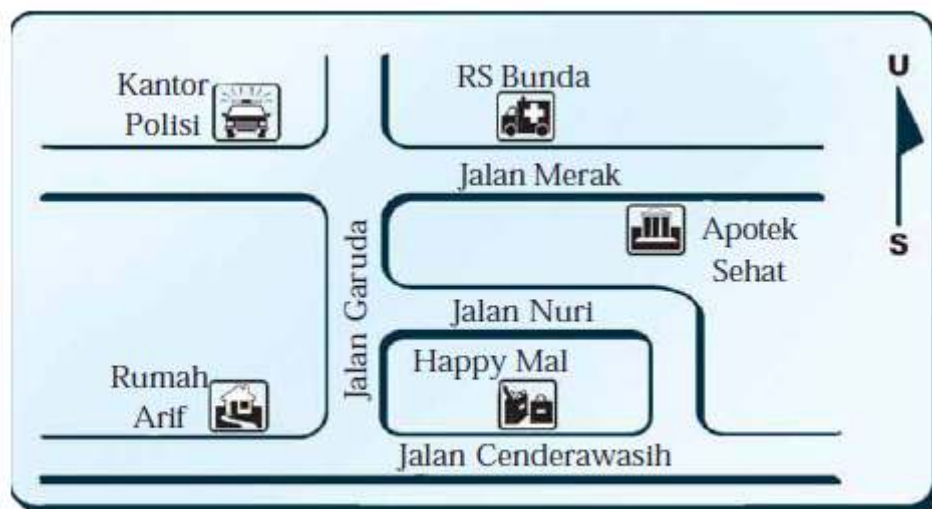 Kantor
Polisi
RS Bunda
U
Jalan Merak
S
Apotek
Sehat
Jalan Garuda
Jalan Nuri
Rumah
Arif
Happy Mal
Jalan Cenderawasih